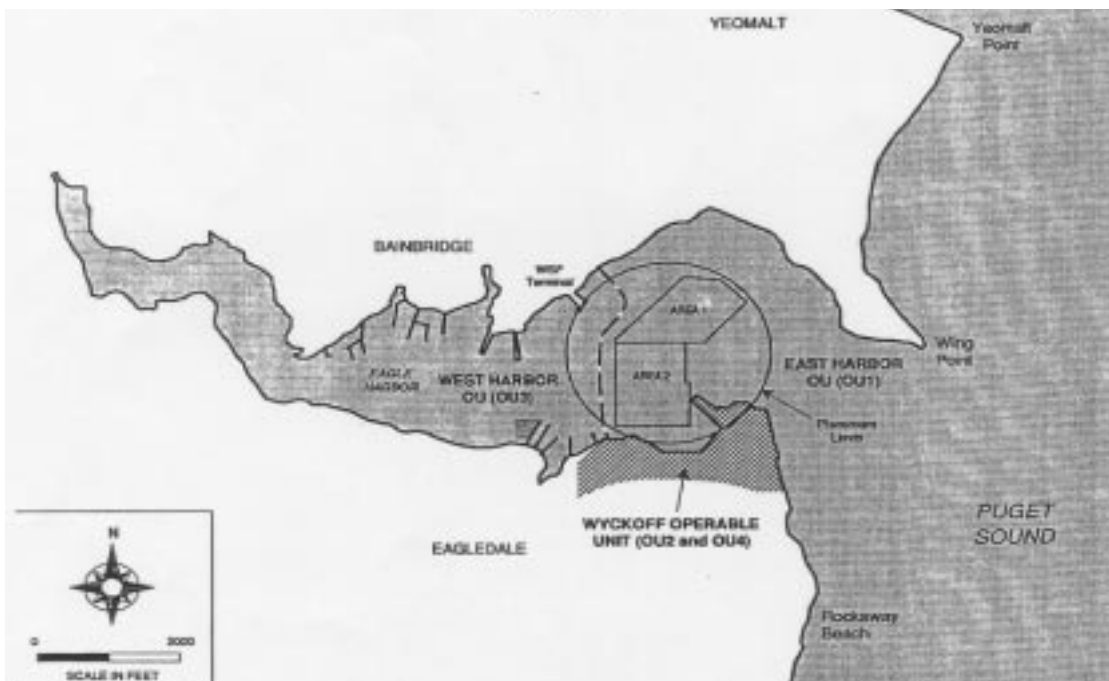 YEOMALT
Yeomalt
Point
BAINBRIDGE
WSF
Terminal
AREA 1
AREA 2
EAGLE
HARBOR
WEST HARBOR
OU (OU3)
EAST HARBOR
OU (OU1)
Wing
Point
Limit
WYCKOFF OPERABLE
UNIT (OU2 and OU4)
EAGLEDALE
PUGET
SOUND
Rockaway
Beach
N
0
2000
SCALE IN FEET